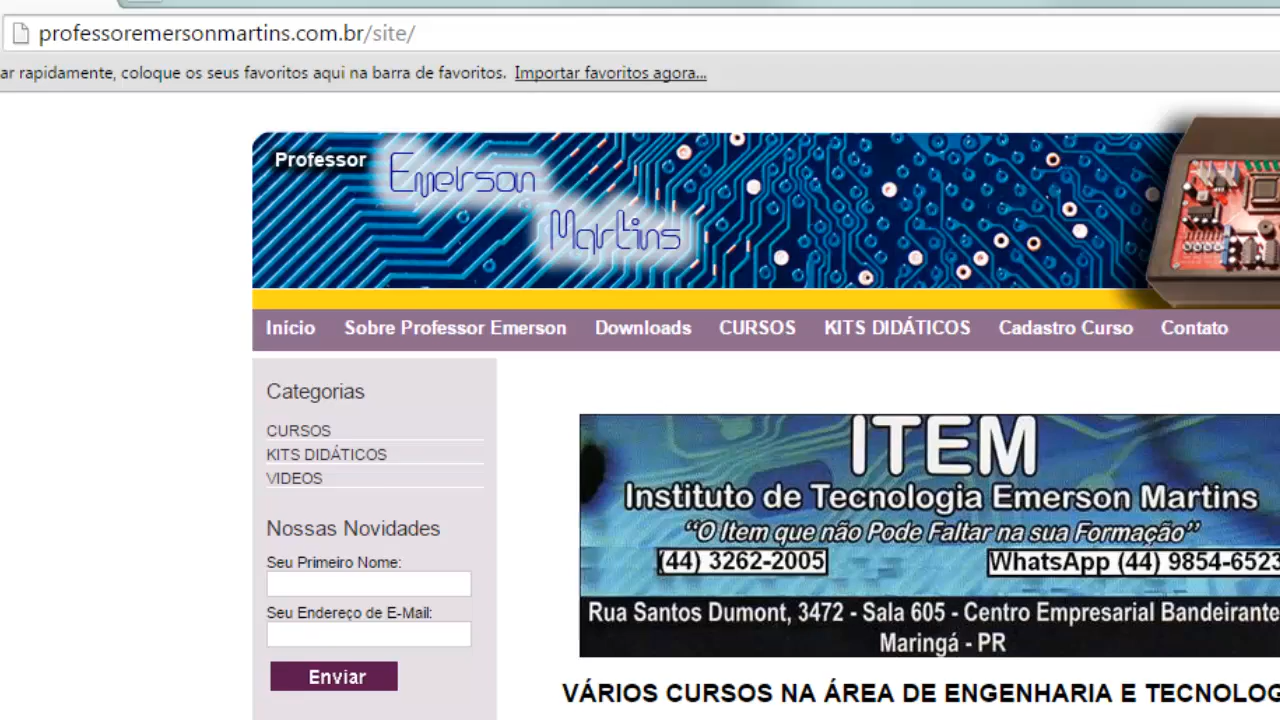 professoremersonmartins.com.br/site/
ar rapidamente, coloque os seus favoritos aqui na barra de favoritos. Importar favoritos agora...
Professor Emerson
Martins
Início Sobre Professor Emerson Downloads CURSOS KITS DIDÁTICOS Cadastro Curso Contato
Categorias
CURSOS
KITS DIDÁTICOS
VIDEOS
Nossas Novidades
Seu Primeiro Nome:
Seu Endereço de E-Mail:
Enviar
ITEM
Instituto de Tecnologia Emerson Martins
“O Item que não Pode Faltar na sua Formação”
(44) 3262-2005 WhatsApp (44) 9854-6523
Rua Santos Dumont, 3472 - Sala 605 - Centro Empresarial Bandeirante
Maringá - PR
VÁRIOS CURSOS NA ÁREA DE ENGENHARIA E TECNOLOG